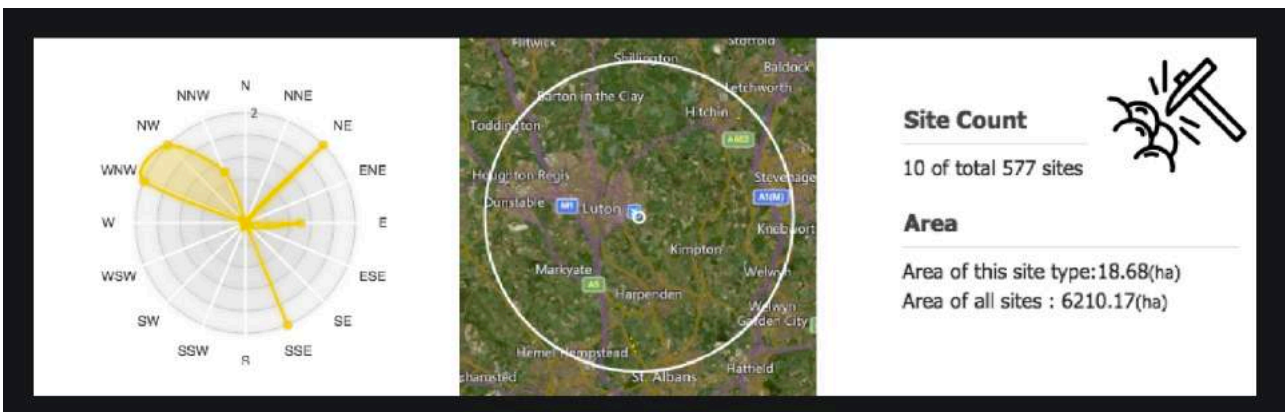 N
NNW
NNE
2
NW
NE
WNW
ENE
W
E
WSW
ESE
SW
SE
SSW
SSE
S
Flitwick
Shillington
Stotfold
Baldock
Letchworth
Barton in the Clay
Hitchin
Toddington
Houghton Regis
Stevenage
A1(M)
Dunstable
M1
Luton
Knebwort
Kimpton
Markyate
Welwyn
A5
Harpenden
Welwyn
Garden City
Hemel Hempstead
Hatfield
St. Albans
Site Count
10 of total 577 sites
Area
Area of this site type:18.68(ha)
Area of all sites : 6210.17(ha)